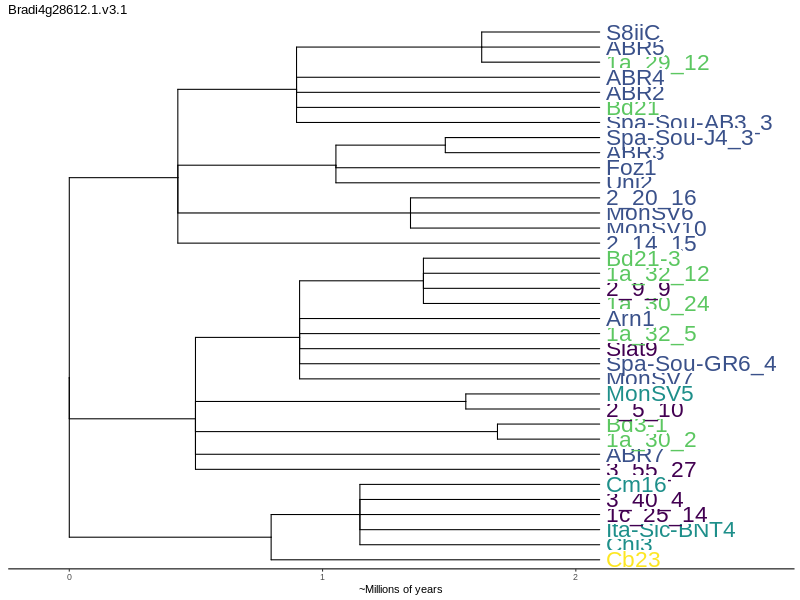 Bradi4g28612.1.v3.1
S8iiC
ABR5
1a_29_12
ABR4
ABR2
Bd21
Spa-Sou-AB3_3
Spa-Sou-J4_3
ABR3
Foz1
Uni2
2_20_16
MonSV6
MonSV10
2_14_15
Bd21-3
1a_32_12
2_9_9
1a_30_24
Arn1
1a_32_5
Slat9
Spa-Sou-GR6_4
MonSV7
MonSV5
2_5_10
Bd3-1
1a_30_2
ABR7
3_55_27
Cm16
3_40_4
1c_25_14
Ita-Sic-BNT4
Chi3
Cb23
0 1 2
~Millions of years